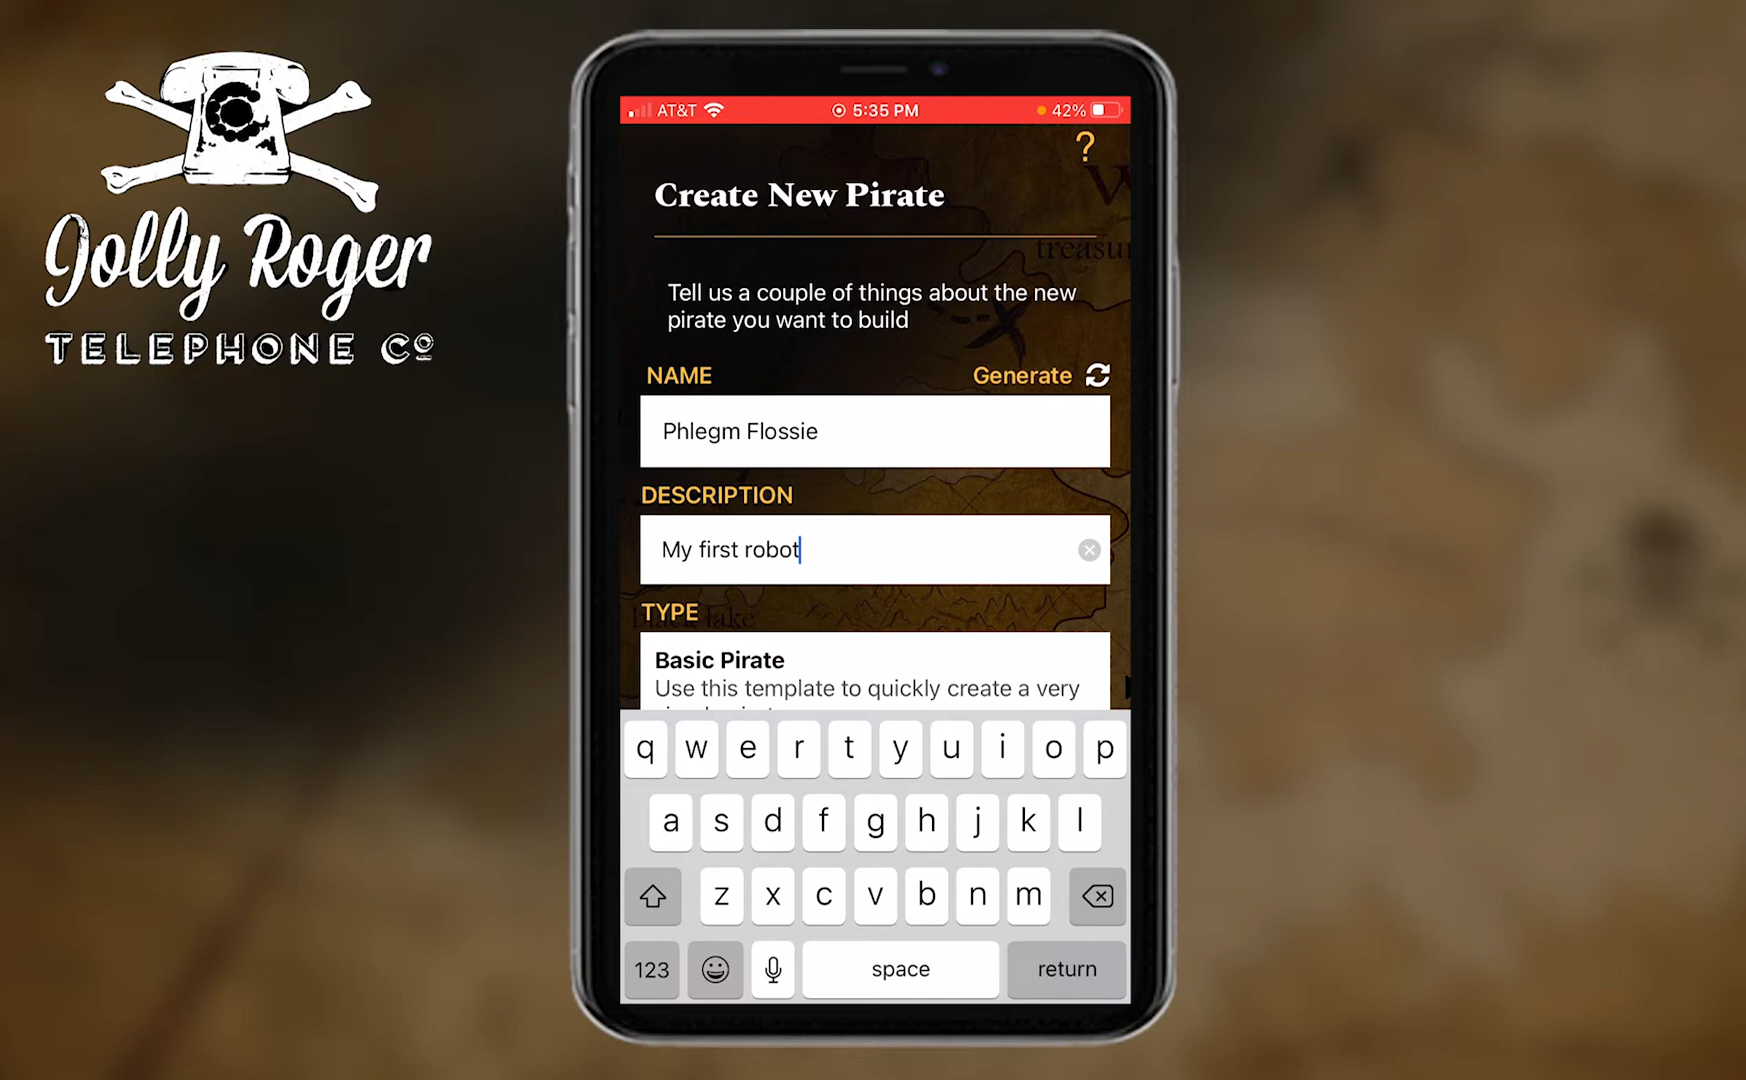 Jolly Roger
TELEPHONE Cº
AT&T
5:35 PM
42%
?
Create New Pirate
treasu
Tell us a couple of things about the new
pirate you want to build
NAME
Generate
Phlegm Flossie
DESCRIPTION
My first robot
TYPE
lake
Basic Pirate
Use this template to quickly create a very
q w e r t y u i o p
a s d f g h j k l
z x c v b n m
123
space
return